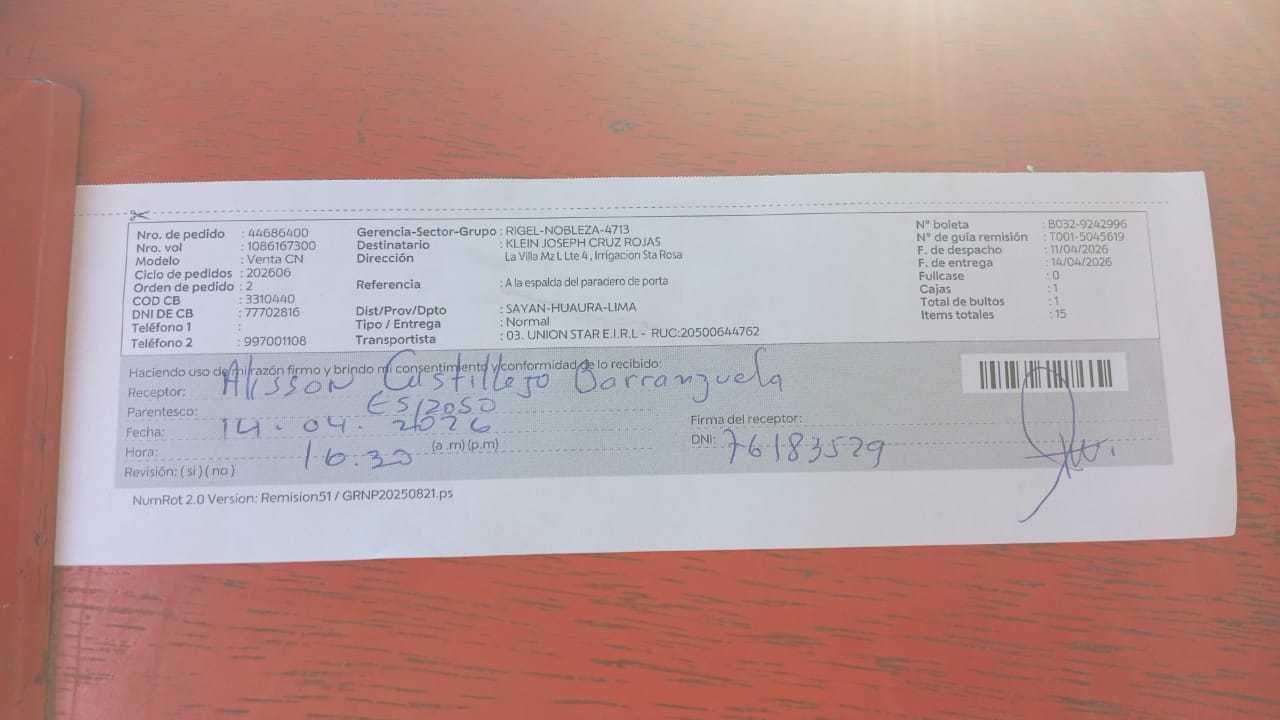 Nro. de pedido : 44686400
Nro. vol : 1086167300
Modelo : Venta CN
Ciclo de pedidos : 202606
Orden de pedido : 2
COD CB : 3310440
DNI DE CB : 77702816
Teléfono 1 :
Teléfono 2 : 997001108
Gerencia-Sector-Grupo : RIGEL-NOBLEZA-4713
Destinatario : KLEIN JOSEPH CRUZ ROJAS
Dirección La Villa Mz L Lte 4 , Irrigacion Sta Rosa
Referencia : A la espalda del paradero de porta
Dist/Prov/Dpto : SAYAN-HUAURA-LIMA
Tipo / Entrega : Normal
Transportista : 03. UNION STAR E.I.R.L - RUC:20500644762
N° boleta : B032-9242996
N° de guía remisión : T001-5045619
F. de despacho : 11/04/2026
F. de entrega : 14/04/2026
Fullcase : 0
Cajas : 1
Total de bultos : 1
Items totales : 15
Haciendo uso de mi razón firmo y brindo mi consentimiento y conformidad de lo recibido:
Receptor: Alisson Castillejo Barranzuela
Parentesco: Esposo
Fecha: 14.04.2026
Hora: 16.30 (a.m) (p.m)
Revisión: ( si ) ( no )
Firma del receptor:
DNI: 76183529
NumRot 2.0 Version: Remision51 / GRNP20250821.ps